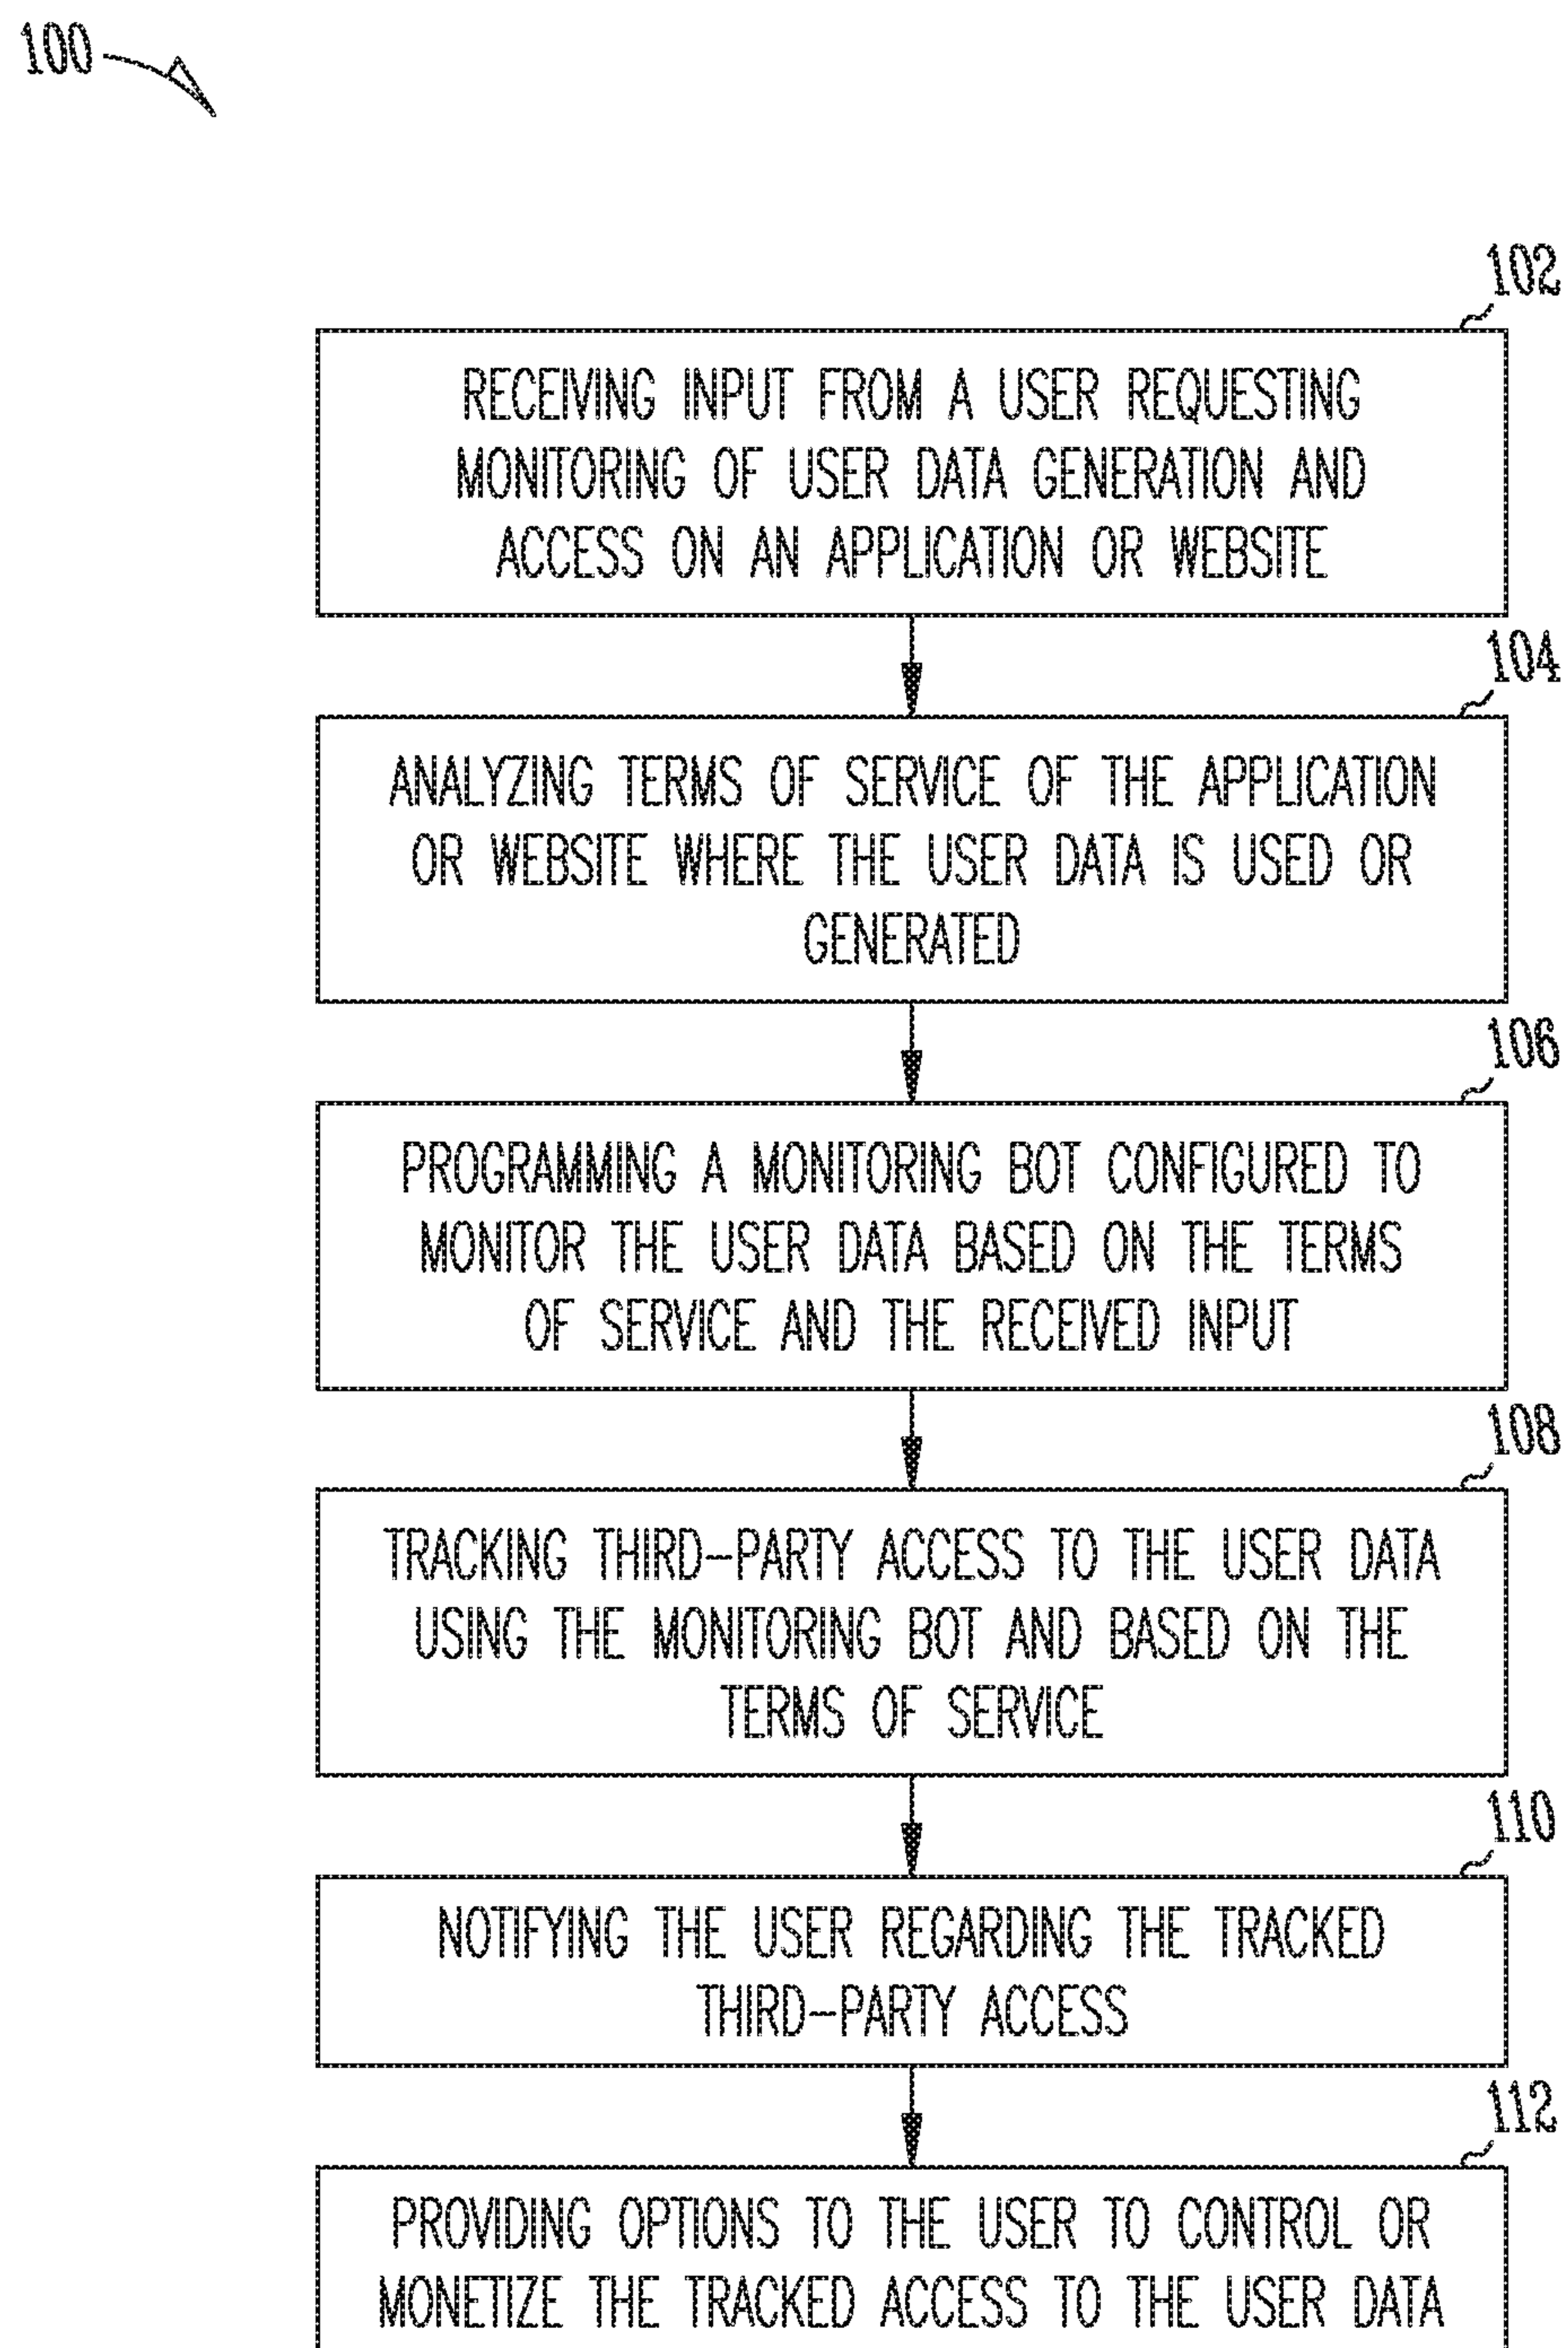 100
102
RECEIVING INPUT FROM A USER REQUESTING
MONITORING OF USER DATA GENERATION AND
ACCESS ON AN APPLICATION OR WEBSITE
104
ANALYZING TERMS OF SERVICE OF THE APPLICATION
OR WEBSITE WHERE THE USER DATA IS USED OR
GENERATED
106
PROGRAMMING A MONITORING BOT CONFIGURED TO
MONITOR THE USER DATA BASED ON THE TERMS
OF SERVICE AND THE RECEIVED INPUT
108
TRACKING THIRD-PARTY ACCESS TO THE USER DATA
USING THE MONITORING BOT AND BASED ON THE
TERMS OF SERVICE
110
NOTIFYING THE USER REGARDING THE TRACKED
THIRD-PARTY ACCESS
112
PROVIDING OPTIONS TO THE USER TO CONTROL OR
MONETIZE THE TRACKED ACCESS TO THE USER DATA